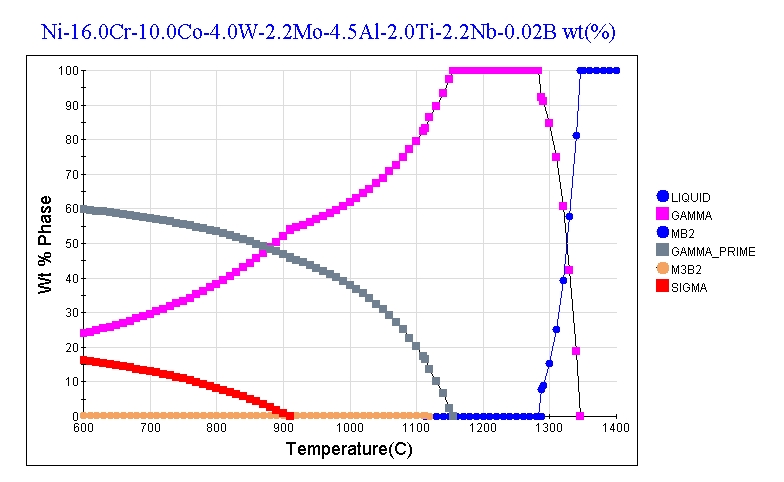 Ni-16.0Cr-10.0Co-4.0W-2.2Mo-4.5Al-2.0Ti-2.2Nb-0.02B wt(%)
100
90
80
70
60
50
40
30
20
10
0
Wt % Phase
600 700 800 900 1000 1100 1200 1300 1400
Temperature(C)
LIQUID
GAMMA
MB2
GAMMA_PRIME
M3B2
SIGMA